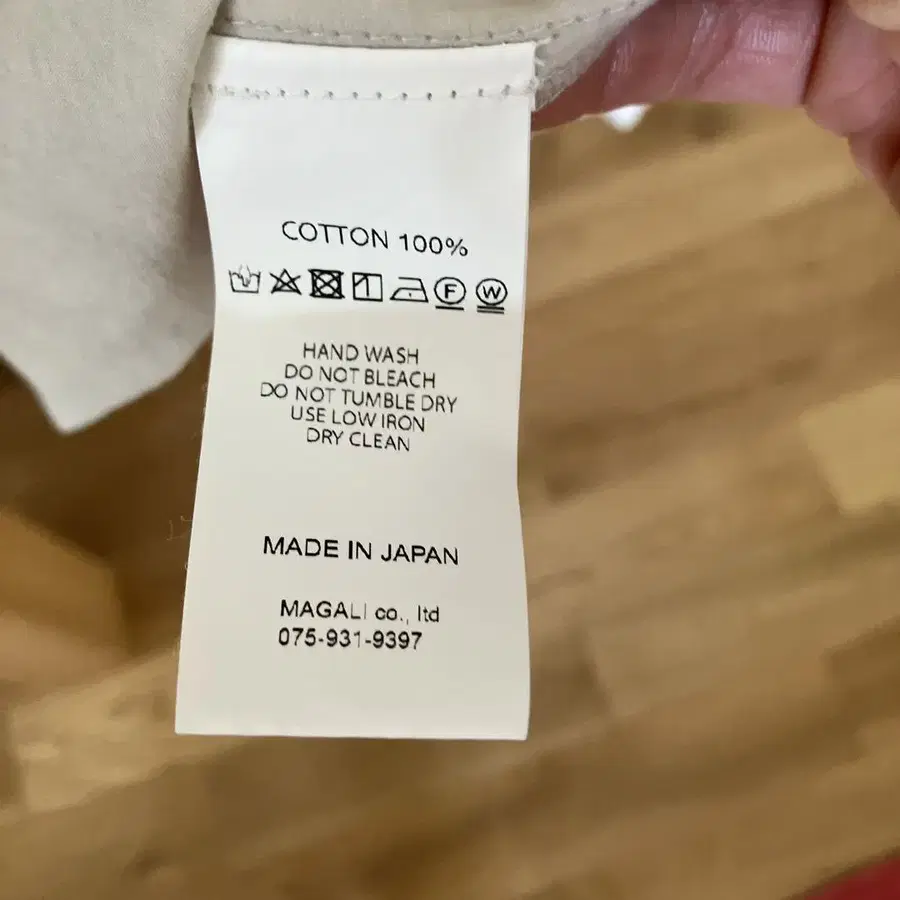 COTTON 100%
F W
HAND WASH
DO NOT BLEACH
DO NOT TUMBLE DRY
USE LOW IRON
DRY CLEAN
MADE IN JAPAN
MAGALI co., ltd
075-931-9397